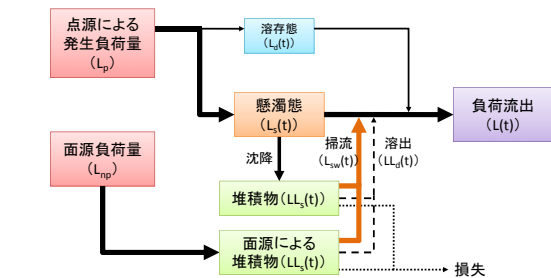 点源による
発生負荷量
（Lp）
溶存態
（Ld(t)）
懸濁態
（Ls(t)）
負荷流出
（L(t)）
面源負荷量
（Lnp）
沈降
掃流
（Lsw(t)）
溶出
（LLd(t)）
堆積物（LLs(t)）
面源による
堆積物（LLs(t)）
損失